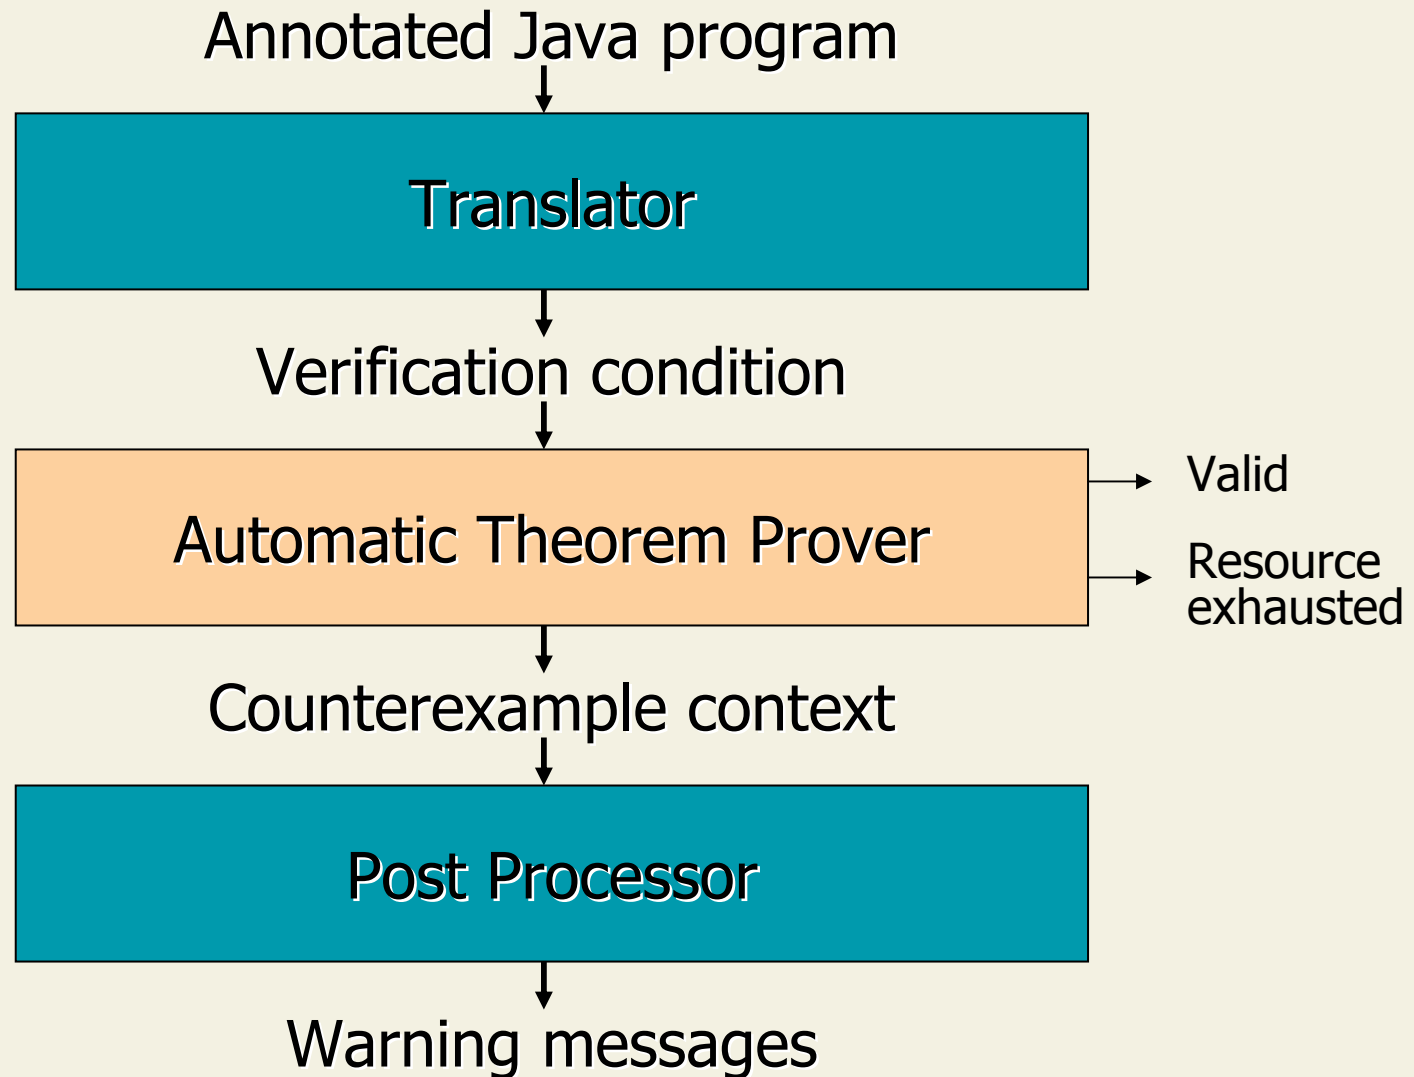 Annotated Java program
Translator
Verification condition
Automatic Theorem Prover
Valid
Resource
exhausted
Counterexample context
Post Processor
Warning messages